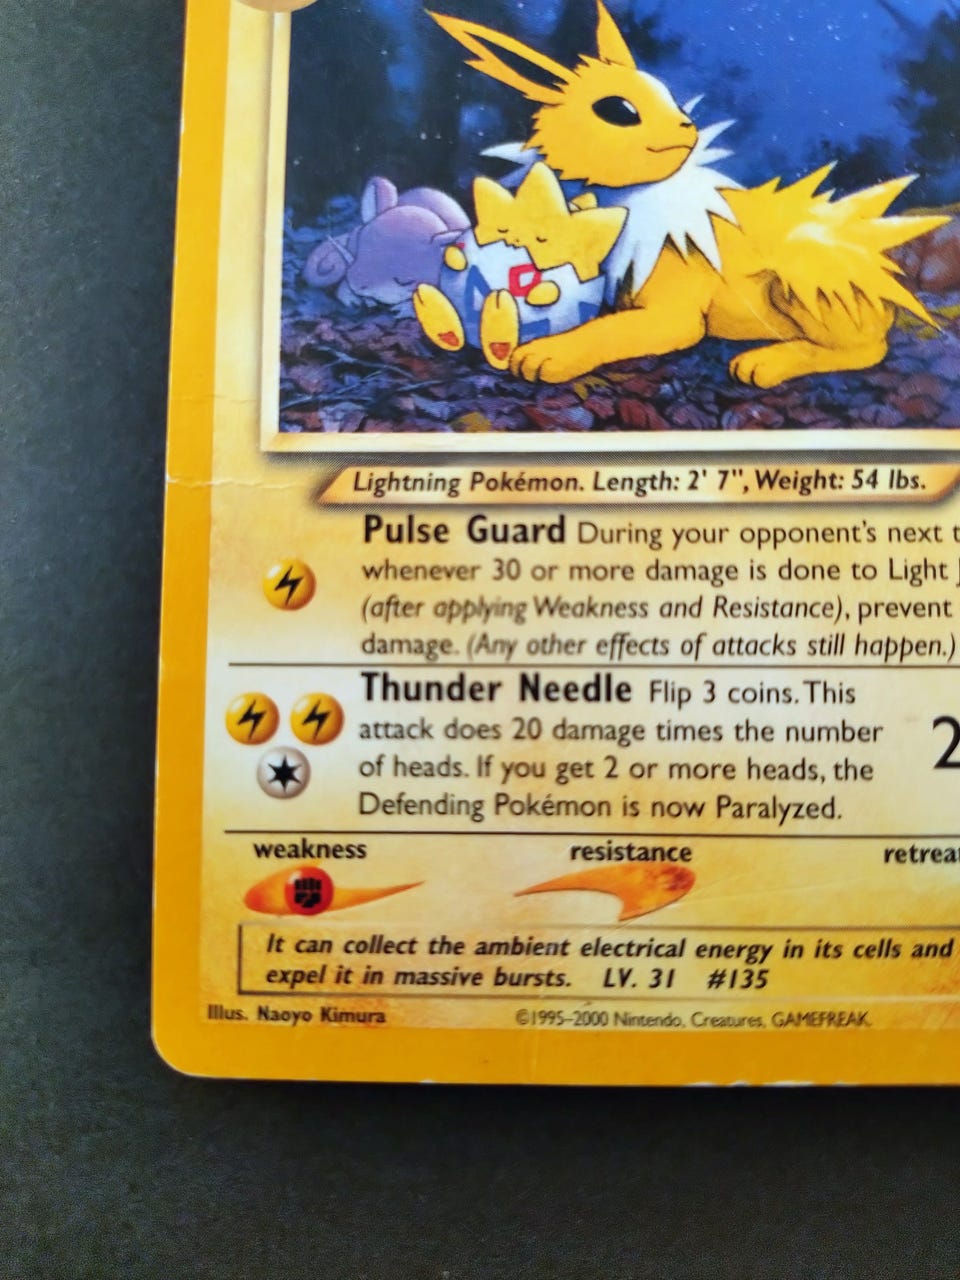 Lightning Pokémon. Length: 2' 7", Weight: 54 lbs.
Pulse Guard During your opponent's next
whenever 30 or more damage is done to Light
(after applying Weakness and Resistance), prevent
damage. (Any other effects of attacks still happen.)
Thunder Needle Flip 3 coins. This
attack does 20 damage times the number
of heads. If you get 2 or more heads, the
Defending Pokémon is now Paralyzed.
2
weakness resistance retreat
It can collect the ambient electrical energy in its cells and
expel it in massive bursts. LV. 31 #135
Illus. Naoyo Kimura ©1995–2000 Nintendo, Creatures, GAMEFREAK.